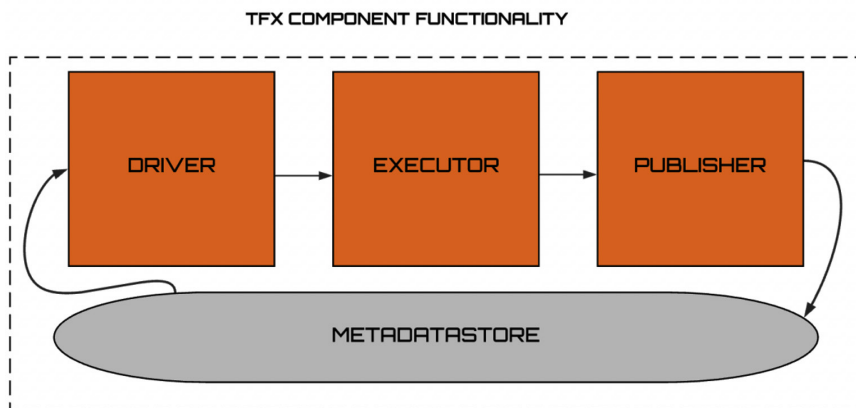 TFX COMPONENT FUNCTIONALITY
DRIVER
EXECUTOR
PUBLISHER
METADATASTORE